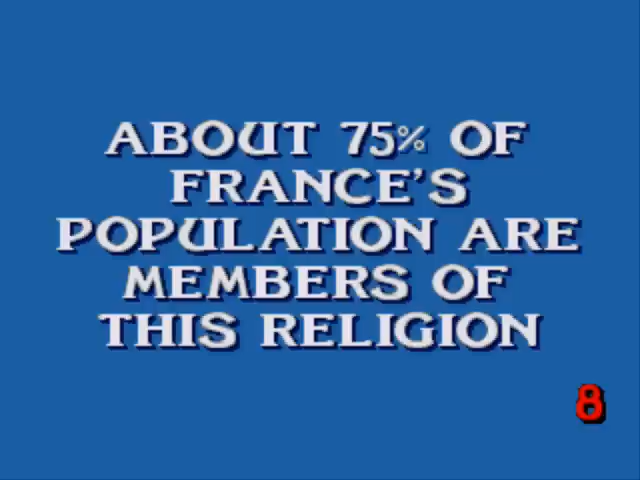 ABOUT 75% OF
FRANCE'S
POPULATION ARE
MEMBERS OF
THIS RELIGION
8